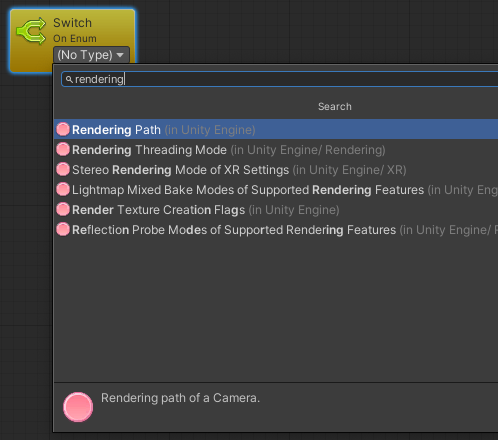 Switch
On Enum
(No Type)
rendering
Search
Rendering Path (in Unity Engine)
Rendering Threading Mode (in Unity Engine/ Rendering)
Stereo Rendering Mode of XR Settings (in Unity Engine/ XR)
Lightmap Mixed Bake Modes of Supported Rendering Features (in Unity Eng
Render Texture Creation Flags (in Unity Engine)
Reflection Probe Modes of Supported Rendering Features (in Unity Engine/ R
Rendering path of a Camera.